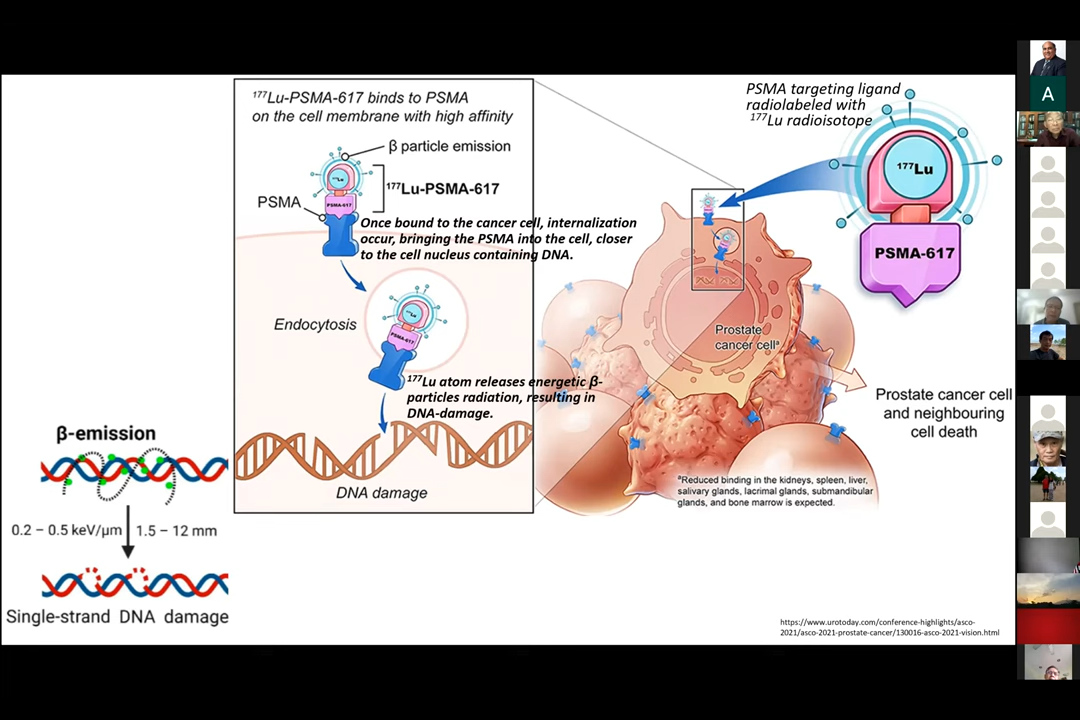 ¹⁷⁷Lu-PSMA-617 binds to PSMA
on the cell membrane with high affinity
β particle emission
¹⁷⁷Lu
¹⁷⁷Lu-PSMA-617
PSMA-617
PSMA
Once bound to the cancer cell, internalization
occur, bringing the PSMA into the cell, closer
to the cell nucleus containing DNA.
Endocytosis
¹⁷⁷Lu
PSMA-617
¹⁷⁷Lu atom releases energetic β-
particles radiation, resulting in
DNA-damage.
DNA damage
β-emission
0.2 – 0.5 keV/μm
1.5 – 12 mm
Single-strand DNA damage
PSMA targeting ligand
radiolabeled with
¹⁷⁷Lu radioisotope
¹⁷⁷Lu
PSMA-617
Prostate
cancer cellᵃ
Prostate cancer cell
and neighbouring
cell death
ᵃReduced binding in the kidneys, spleen, liver,
salivary glands, lacrimal glands, submandibular
glands, and bone marrow is expected.
https://www.urotoday.com/conference-highlights/asco-
2021/asco-2021-prostate-cancer/130016-asco-2021-vision.html
A